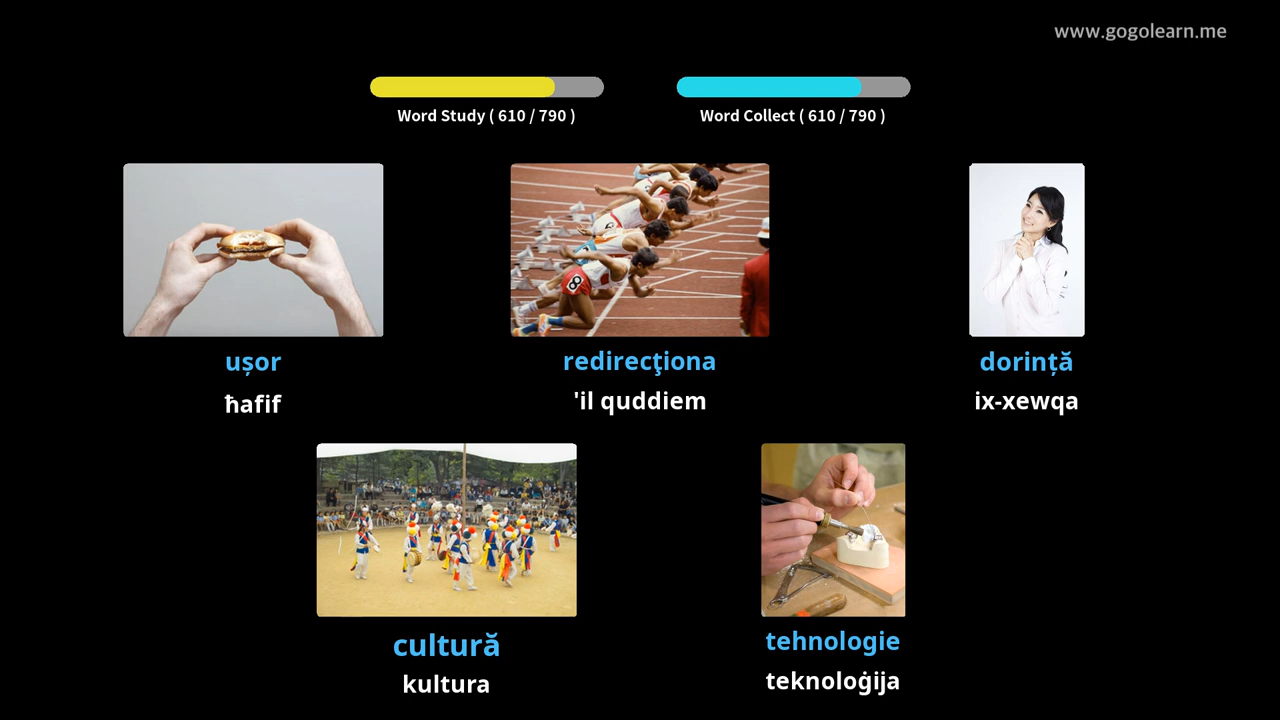 www.gogolearn.me
Word Study ( 610 / 790 )
Word Collect ( 610 / 790 )
ușor
ħafif
redirecţiona
'il quddiem
dorință
ix-xewqa
8
cultură
kultura
tehnologie
teknoloġija